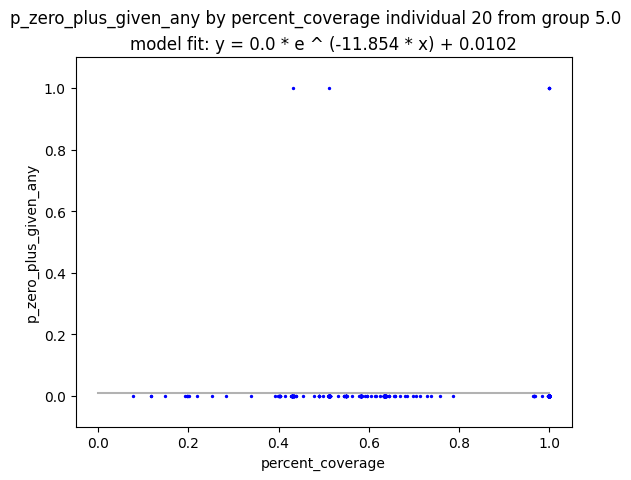 p_zero_plus_given_any by percent_coverage individual 20 from group 5.0
model fit: y = 0.0 * e ^ (-11.854 * x) + 0.0102
1.0
0.8
0.6
0.4
0.2
0.0
p_zero_plus_given_any
0.0 0.2 0.4 0.6 0.8 1.0
percent_coverage